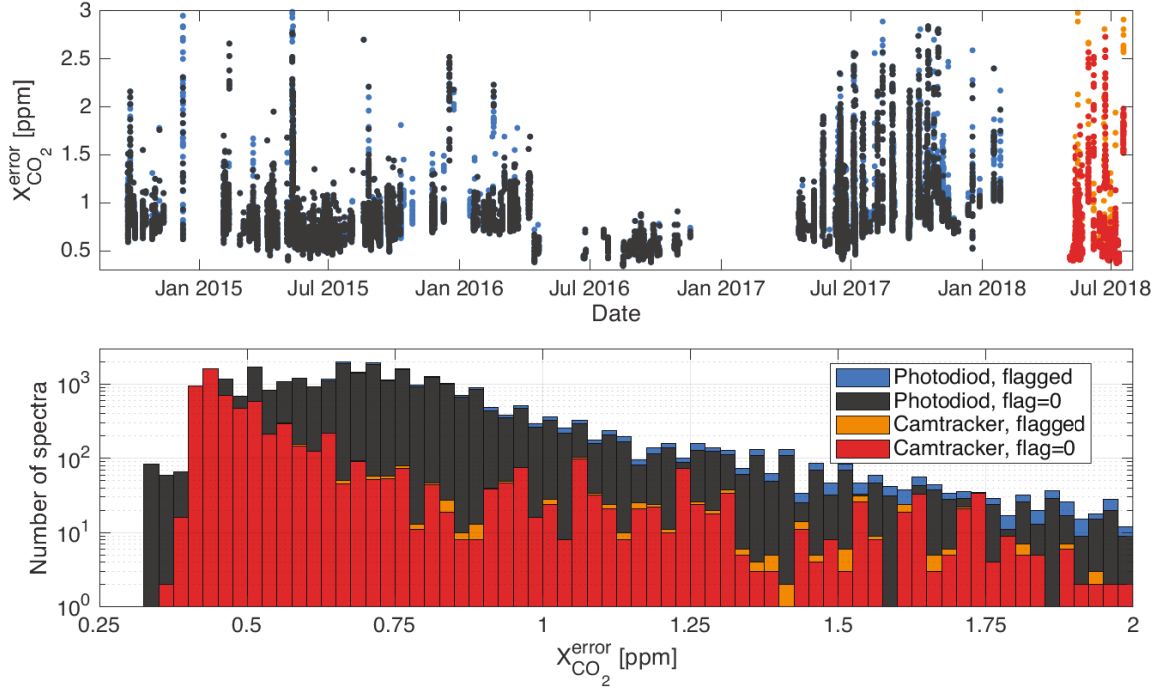 3
2.5
2
1.5
1
0.5
X^error_CO2 [ppm]
Jan 2015 Jul 2015 Jan 2016 Jul 2016 Jan 2017 Jul 2017 Jan 2018 Jul 2018
Date
10^3
10^2
10^1
10^0
Number of spectra
Photodiod, flagged
Photodiod, flag=0
Camtracker, flagged
Camtracker, flag=0
0.25 0.5 0.75 1 1.25 1.5 1.75 2
X^error_CO2 [ppm]